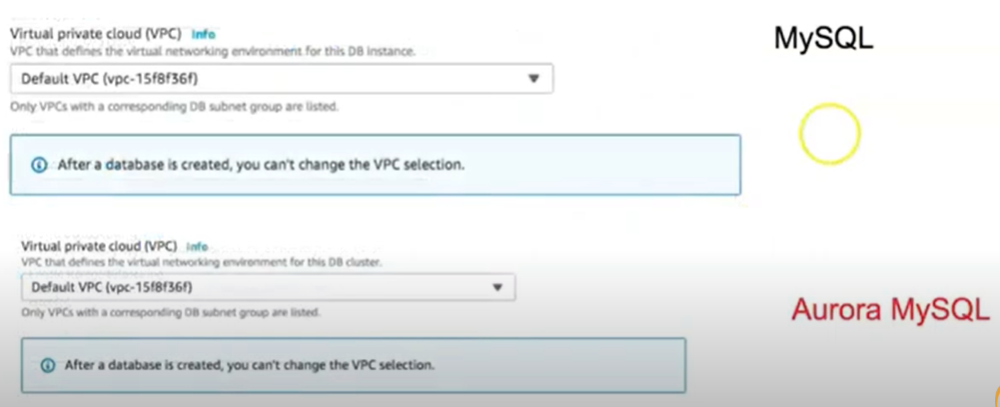 Virtual private cloud (VPC) Info
MySQL
VPC that defines the virtual networking environment for this DB instance.
Default VPC (vpc-15f8f36f)
Only VPCs with a corresponding DB subnet group are listed.
After a database is created, you can't change the VPC selection.
Virtual private cloud (VPC) Info
VPC that defines the virtual networking environment for this DB cluster.
Default VPC (vpc-15f8f36f)
Only VPCs with a corresponding DB subnet group are listed.
Aurora MySQL
After a database is created, you can't change the VPC selection.